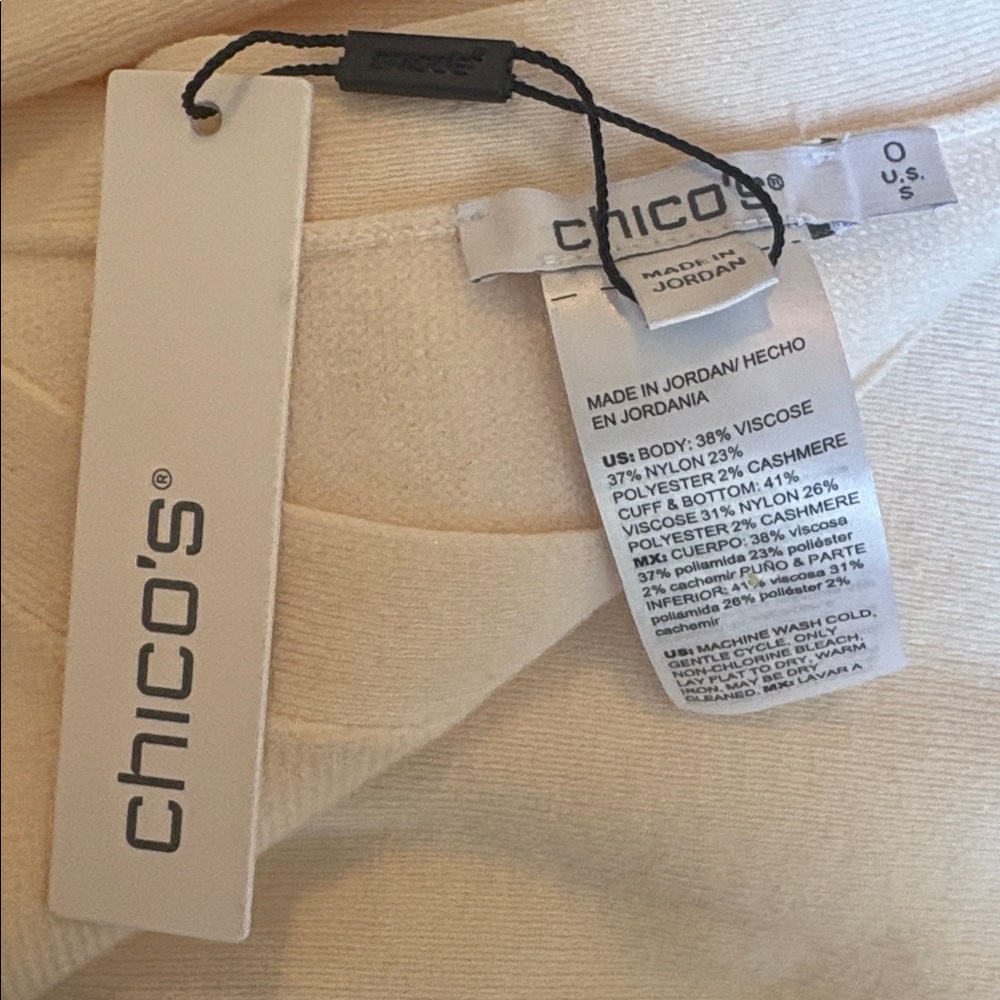 chico's®
chico's®
O
U.S.
S
MADE IN
JORDAN
MADE IN JORDAN/ HECHO
EN JORDANIA
US: BODY: 38% VISCOSE
37% NYLON 23%
POLYESTER 2% CASHMERE
CUFF & BOTTOM: 41%
VISCOSE 31% NYLON 26%
POLYESTER 2% CASHMERE
MX: CUERPO: 38% viscosa
37% poliamida 23% poliéster
2% cachemir PUÑO & PARTE
INFERIOR: 41% viscosa 31%
poliamida 26% poliéster 2%
cachemir
US: MACHINE WASH COLD,
GENTLE CYCLE, ONLY
NON-CHLORINE BLEACH,
LAY FLAT TO DRY, WARM
IRON, MAY BE DRY
CLEANED. MX: LAVAR A